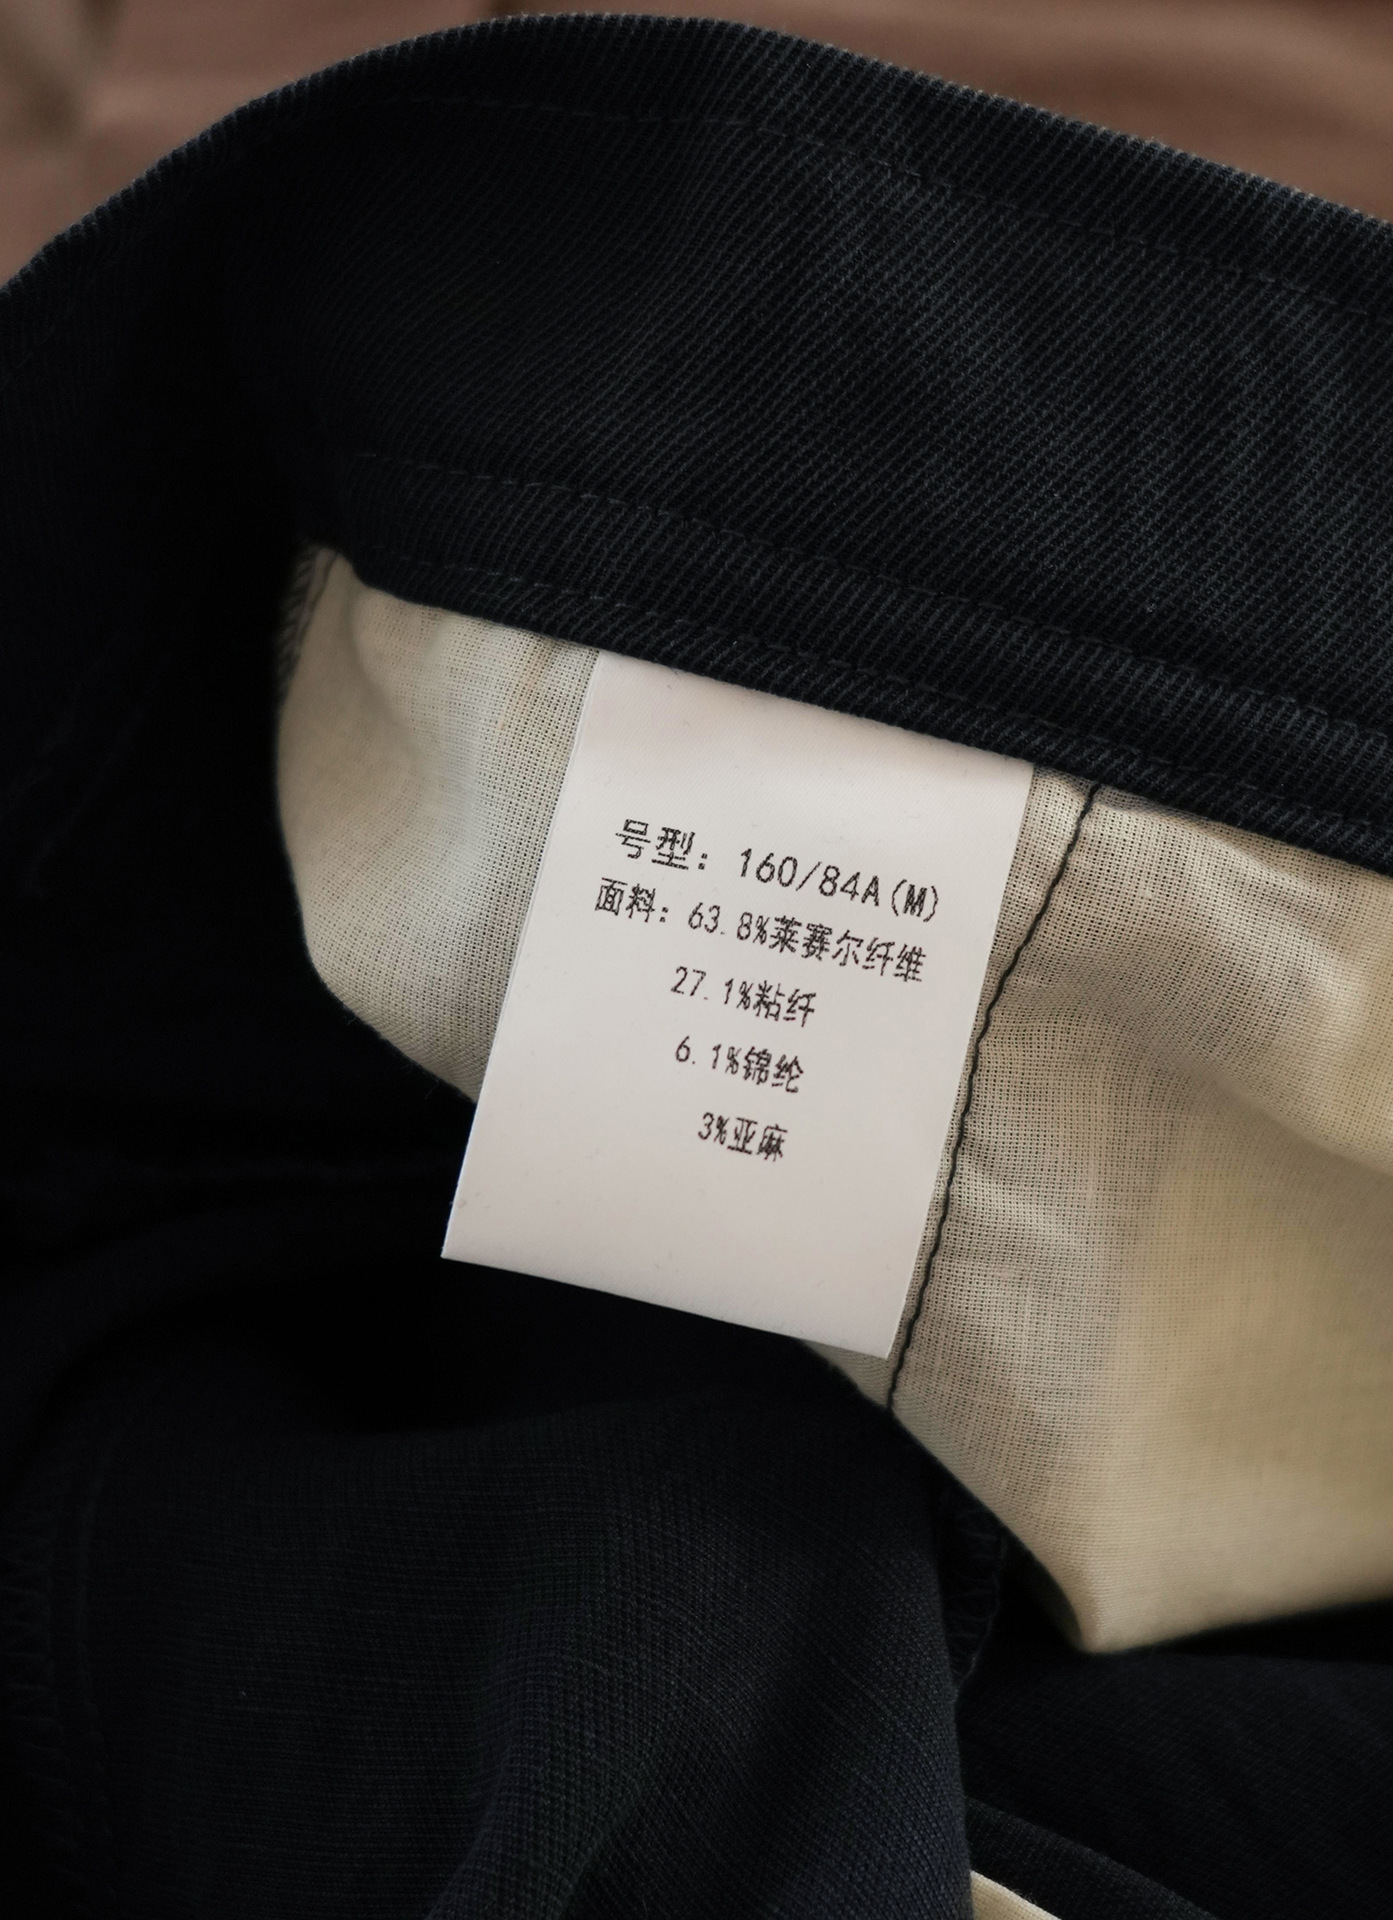 号型：160/84A(M)
面料：63.8%莱赛尔纤维
27.1%粘纤
6.1%锦纶
3%亚麻